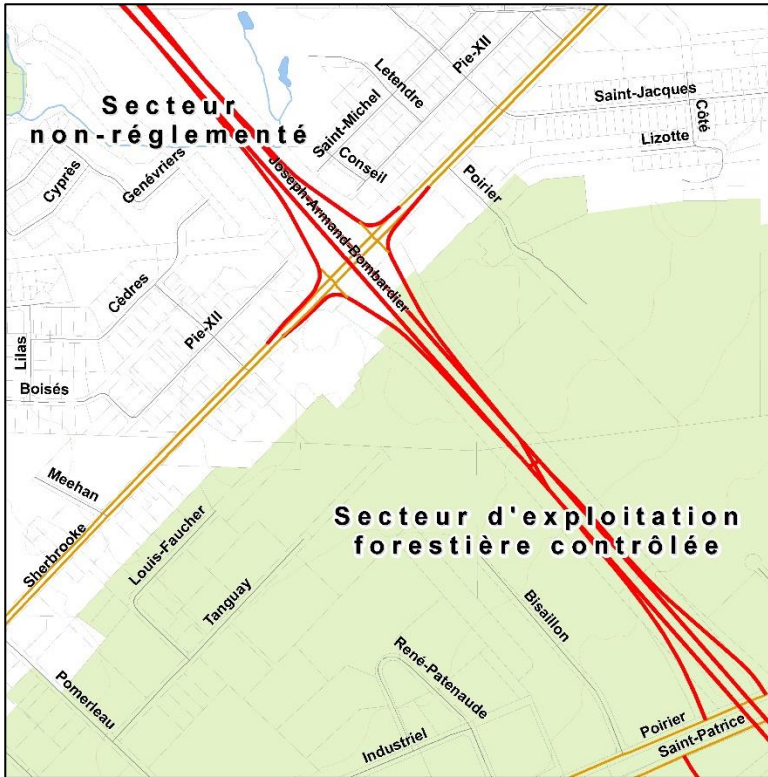 Secteur
non-réglementé
Letendre
Pie-XII
Saint-Michel
Conseil
Saint-Jacques
Côté
Lizotte
Cyprès
Genévriers
Joseph-Armand-Bombardier
Poirier
Cèdres
Pie-XII
Lilas
Boisés
Meehan
Sherbrooke
Louis-Faucher
Tanguay
Secteur d'exploitation
forestière contrôlée
Bisaillon
René-Patenaude
Pomerleau
Industriel
Poirier
Saint-Patrice